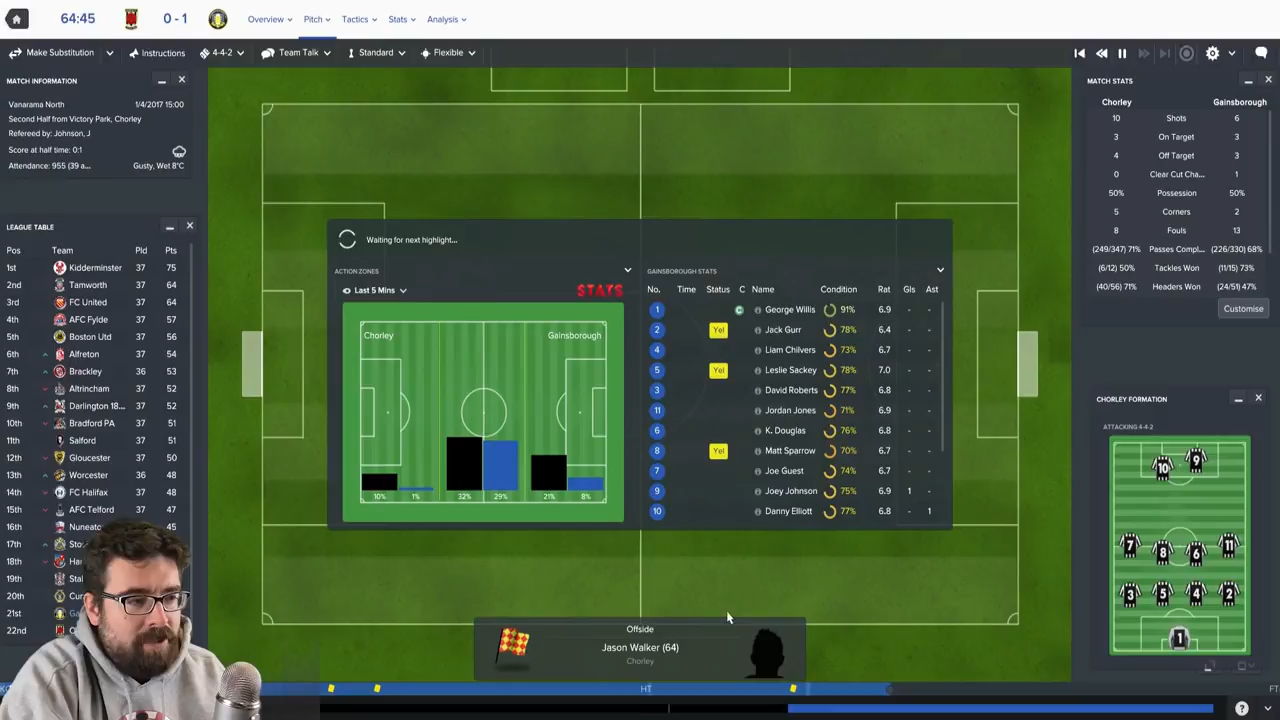 64:45 0 - 1 Overview Pitch Tactics Stats Analysis
Make Substitution Instructions 4-4-2 Team Talk Standard Flexible
MATCH INFORMATION
Vanarama North 1/4/2017 15:00
Second Half from Victory Park, Chorley
Refereed by: Johnson, J
Score at half time: 0:1
Attendance: 955 (39 a... Gusty, Wet 8°C
LEAGUE TABLE
Pos Team Pld Pts
1st Kidderminster 37 75
2nd Tamworth 37 64
3rd FC United 37 64
4th AFC Fylde 37 57
5th Boston Utd 37 56
6th Alfreton 37 54
7th Brackley 36 53
8th Altrincham 37 52
9th Darlington 18... 37 52
10th Bradford PA 37 51
11th Salford 37 51
12th Gloucester 37 50
13th Worcester 36 48
14th FC Halifax 37 48
15th AFC Telford 37 47
16th Nuneat 45
17th Sto
18th Ha
19th Sta
20th Cu
21st Ga
22nd
Waiting for next highlight...
ACTION ZONES
Last 5 Mins STATS
Chorley Gainsborough
10% 1% 32% 29% 21% 8%
GAINSBOROUGH STATS
No. Time Status C Name Condition Rat Gls Ast
1 C George Willis 91% 6.9 - -
2 Yel Jack Gurr 78% 6.4 - -
4 Liam Chilvers 73% 6.7 - -
5 Yel Leslie Sackey 78% 7.0 - -
3 David Roberts 77% 6.8 - -
11 Jordan Jones 71% 6.9 - -
6 K. Douglas 76% 6.8 - -
8 Yel Matt Sparrow 70% 6.7 - -
7 Joe Guest 74% 6.7 - -
9 Joey Johnson 75% 6.9 1 -
10 Danny Elliott 77% 6.8 - 1
Offside
Jason Walker (64)
Chorley
HT FT
MATCH STATS
Chorley Gainsborough
10 Shots 6
3 On Target 3
4 Off Target 3
0 Clear Cut Cha... 1
50% Possession 50%
5 Corners 2
8 Fouls 13
(249/347) 71% Passes Compl... (226/330) 68%
(6/12) 50% Tackles Won (11/15) 73%
(40/56) 71% Headers Won (24/51) 47%
Customise
CHORLEY FORMATION
ATTACKING 4-4-2
10 9
7 8 6 11
3 5 4 2
1